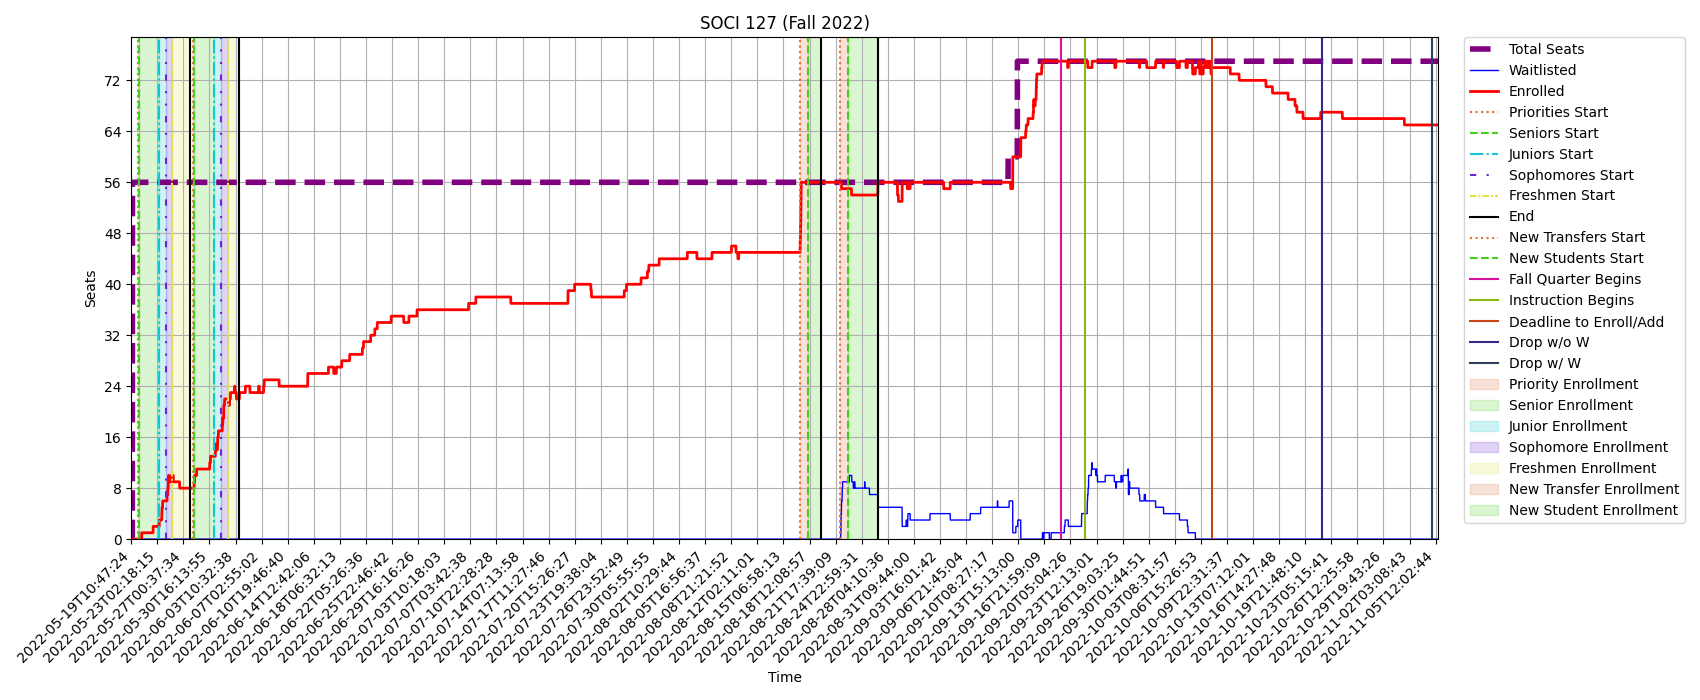 SOCI 127 (Fall 2022)
Seats
72
64
56
48
40
32
24
16
8
0
2022-05-19T10:47:24
2022-05-23T02:18:15
2022-05-27T00:37:34
2022-05-30T16:13:55
2022-06-03T10:32:38
2022-06-07T02:55:02
2022-06-10T19:46:40
2022-06-14T12:42:06
2022-06-18T06:32:13
2022-06-22T05:26:36
2022-06-25T22:46:42
2022-06-29T16:16:26
2022-07-03T10:18:03
2022-07-07T03:42:38
2022-07-10T22:28:28
2022-07-14T07:13:58
2022-07-17T11:27:46
2022-07-20T15:26:27
2022-07-23T19:38:04
2022-07-26T23:52:49
2022-07-30T05:55:55
2022-08-02T10:29:44
2022-08-05T16:56:37
2022-08-08T21:21:52
2022-08-12T02:11:01
2022-08-15T06:58:13
2022-08-18T12:08:57
2022-08-21T17:39:09
2022-08-24T22:59:31
2022-08-28T04:10:36
2022-08-31T09:44:00
2022-09-03T16:01:42
2022-09-06T21:45:04
2022-09-10T08:27:17
2022-09-13T15:13:00
2022-09-16T21:59:09
2022-09-20T05:04:26
2022-09-23T12:13:01
2022-09-26T19:03:25
2022-09-30T01:44:51
2022-10-03T08:31:57
2022-10-06T15:26:53
2022-10-09T22:31:37
2022-10-13T07:12:01
2022-10-16T14:27:48
2022-10-19T21:48:10
2022-10-23T05:15:41
2022-10-26T12:25:58
2022-10-29T19:43:26
2022-11-02T03:08:43
2022-11-05T12:02:44
Time
Total Seats
Waitlisted
Enrolled
Priorities Start
Seniors Start
Juniors Start
Sophomores Start
Freshmen Start
End
New Transfers Start
New Students Start
Fall Quarter Begins
Instruction Begins
Deadline to Enroll/Add
Drop w/o W
Drop w/ W
Priority Enrollment
Senior Enrollment
Junior Enrollment
Sophomore Enrollment
Freshmen Enrollment
New Transfer Enrollment
New Student Enrollment